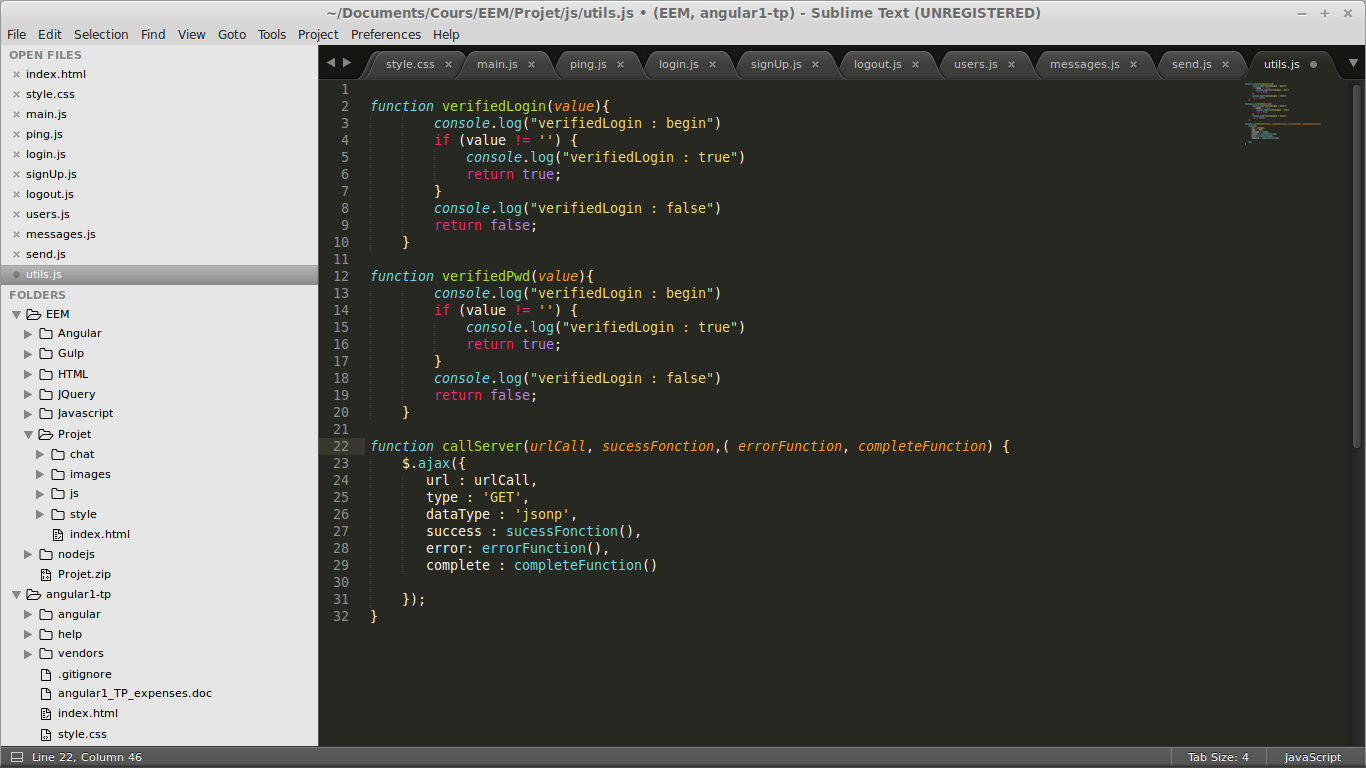 ~/Documents/Cours/EEM/Projet/js/utils.js • (EEM, angular1-tp) - Sublime Text (UNREGISTERED)
File Edit Selection Find View Goto Tools Project Preferences Help
OPEN FILES
index.html
style.css
main.js
ping.js
login.js
signUp.js
logout.js
users.js
messages.js
send.js
utils.js
FOLDERS
EEM
Angular
Gulp
HTML
JQuery
Javascript
Projet
chat
images
js
style
index.html
nodejs
Projet.zip
angular1-tp
angular
help
vendors
.gitignore
angular1_TP_expenses.doc
index.html
style.css
style.css main.js ping.js login.js signUp.js logout.js users.js messages.js send.js utils.js
1
2 function verifiedLogin(value){
3 console.log("verifiedLogin : begin")
4 if (value != '') {
5 console.log("verifiedLogin : true")
6 return true;
7 }
8 console.log("verifiedLogin : false")
9 return false;
10 }
11
12 function verifiedPwd(value){
13 console.log("verifiedLogin : begin")
14 if (value != '') {
15 console.log("verifiedLogin : true")
16 return true;
17 }
18 console.log("verifiedLogin : false")
19 return false;
20 }
21
22 function callServer(urlCall, sucessFonction,( errorFunction, completeFunction) {
23 $.ajax({
24 url : urlCall,
25 type : 'GET',
26 dataType : 'jsonp',
27 success : sucessFonction(),
28 error: errorFunction(),
29 complete : completeFunction()
30
31 });
32 }
Line 22, Column 46
Tab Size: 4
JavaScript